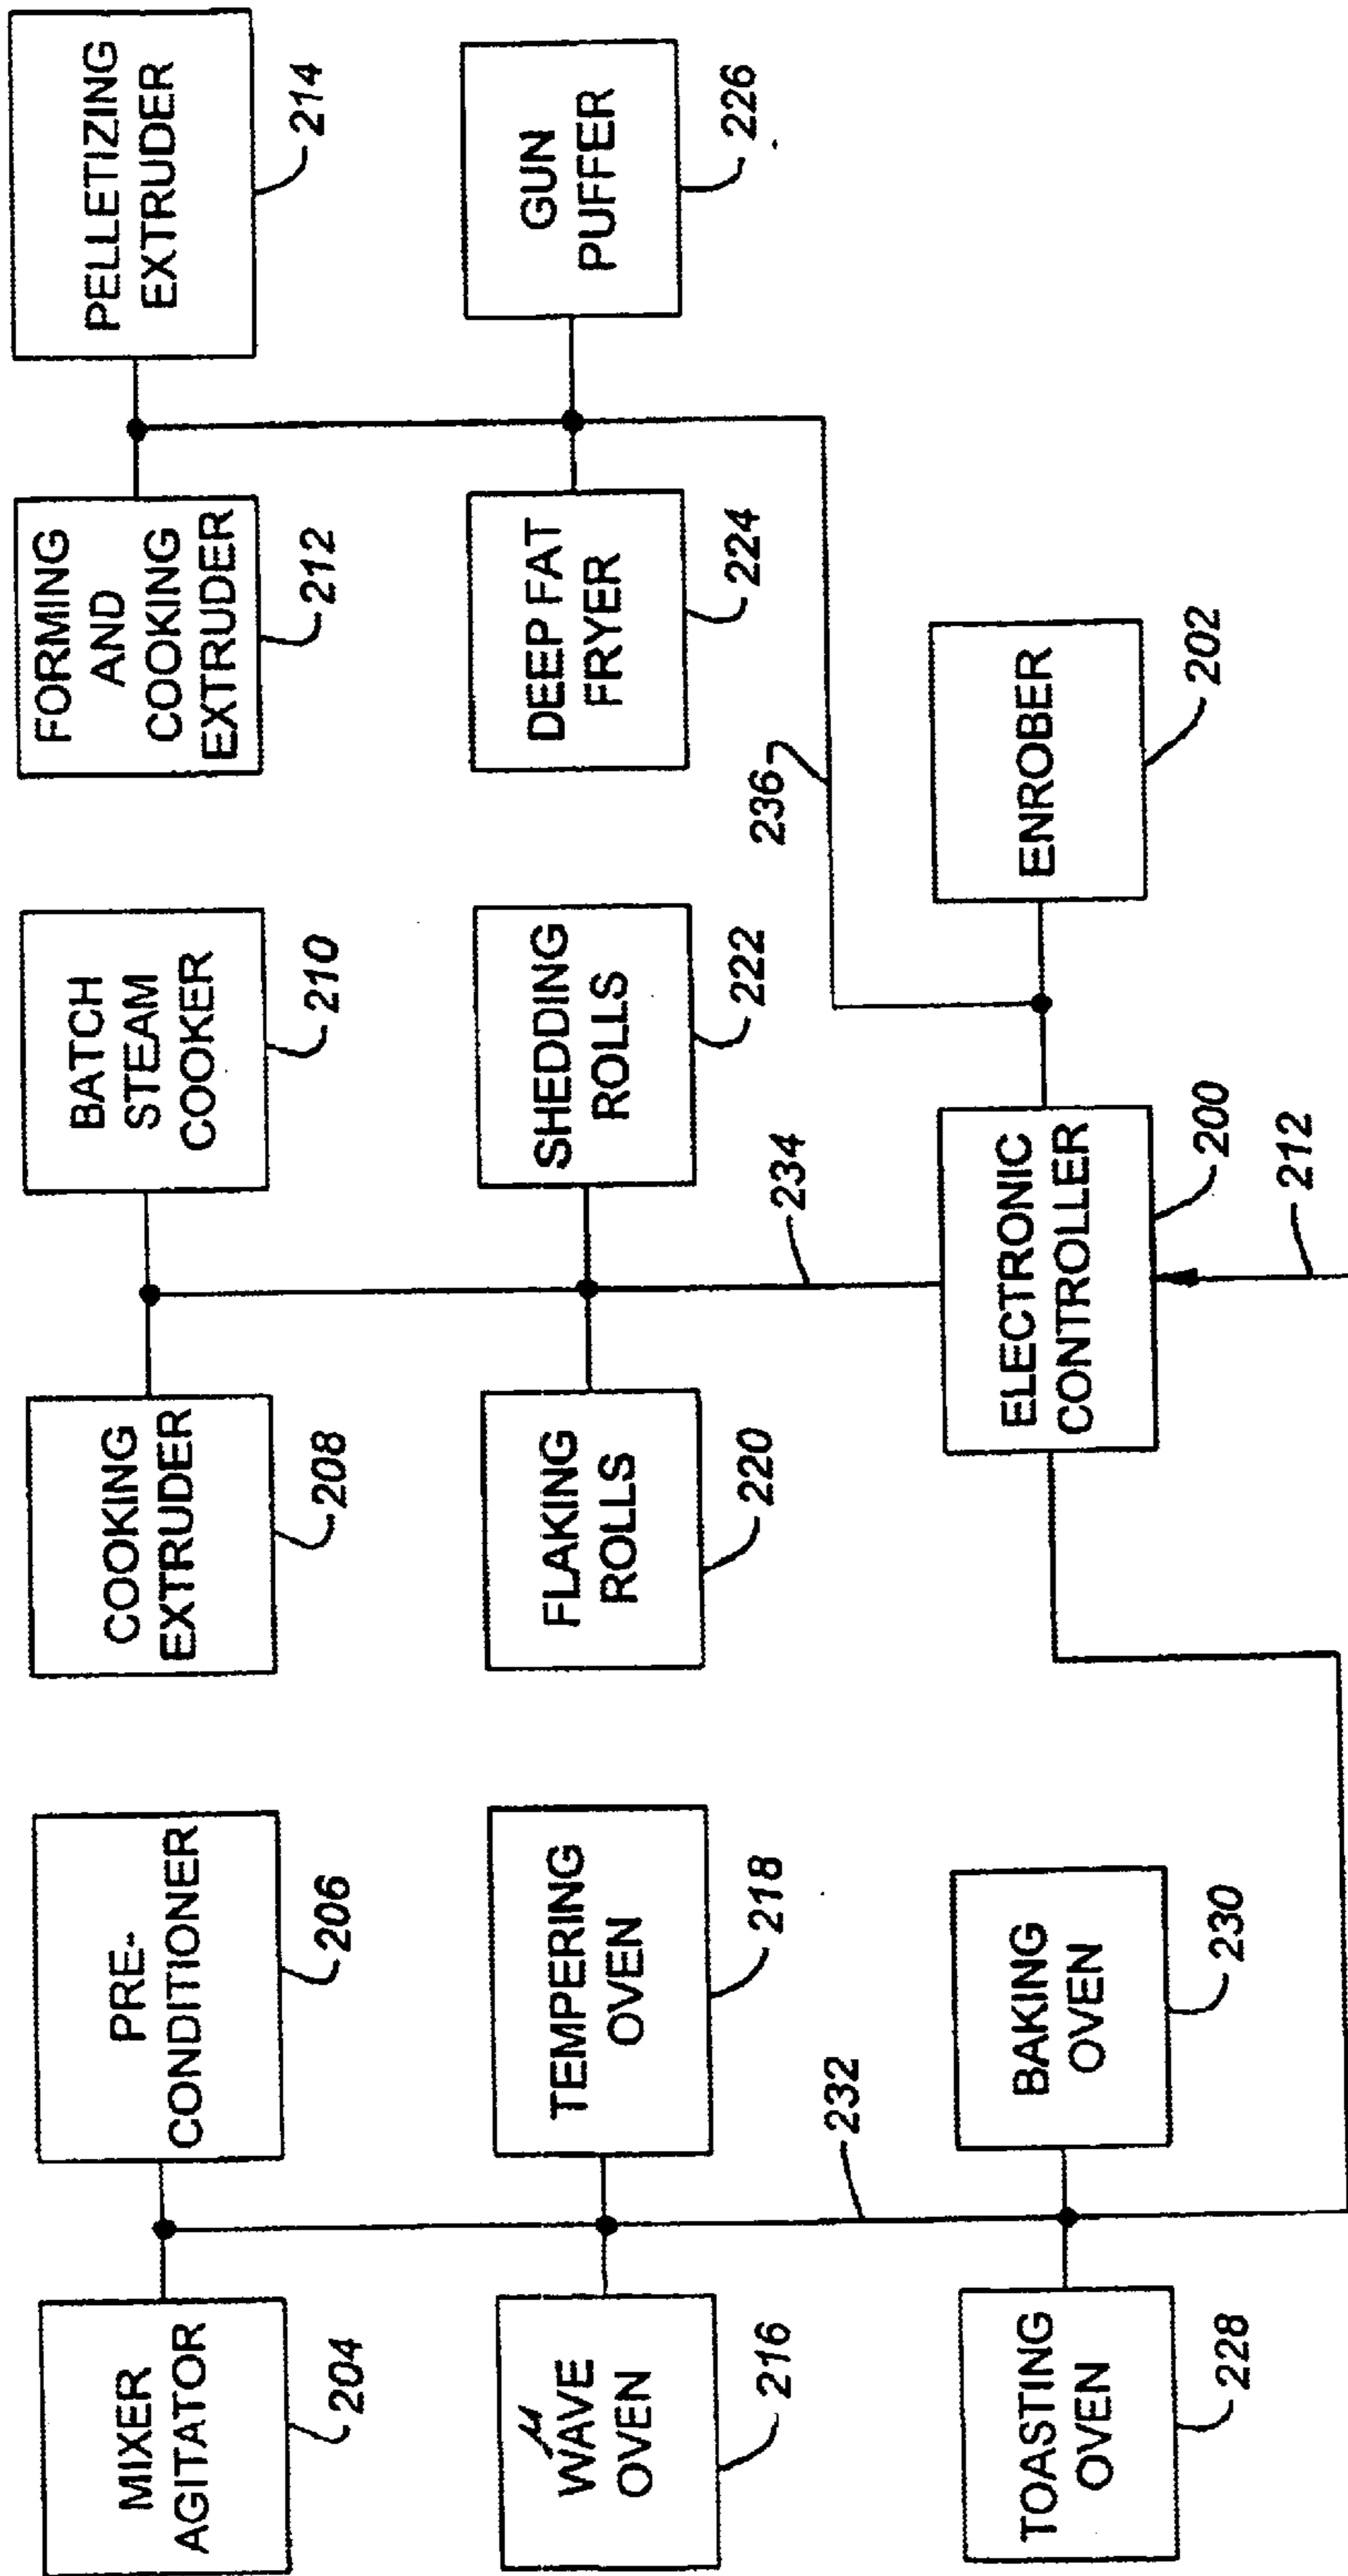 MIXER
AGITATOR
204
PRE-
CONDITIONER
206
COOKING
EXTRUDER
208
BATCH
STEAM
COOKER
210
FORMING
AND
COOKING
EXTRUDER
212
PELLETIZING
EXTRUDER
214
µ
WAVE
OVEN
216
TEMPERING
OVEN
218
FLAKING
ROLLS
220
SHEDDING
ROLLS
222
DEEP FAT
FRYER
224
GUN
PUFFER
226
232
234
236
TOASTING
OVEN
228
BAKING
OVEN
230
ELECTRONIC
CONTROLLER
200
ENROBER
202
212